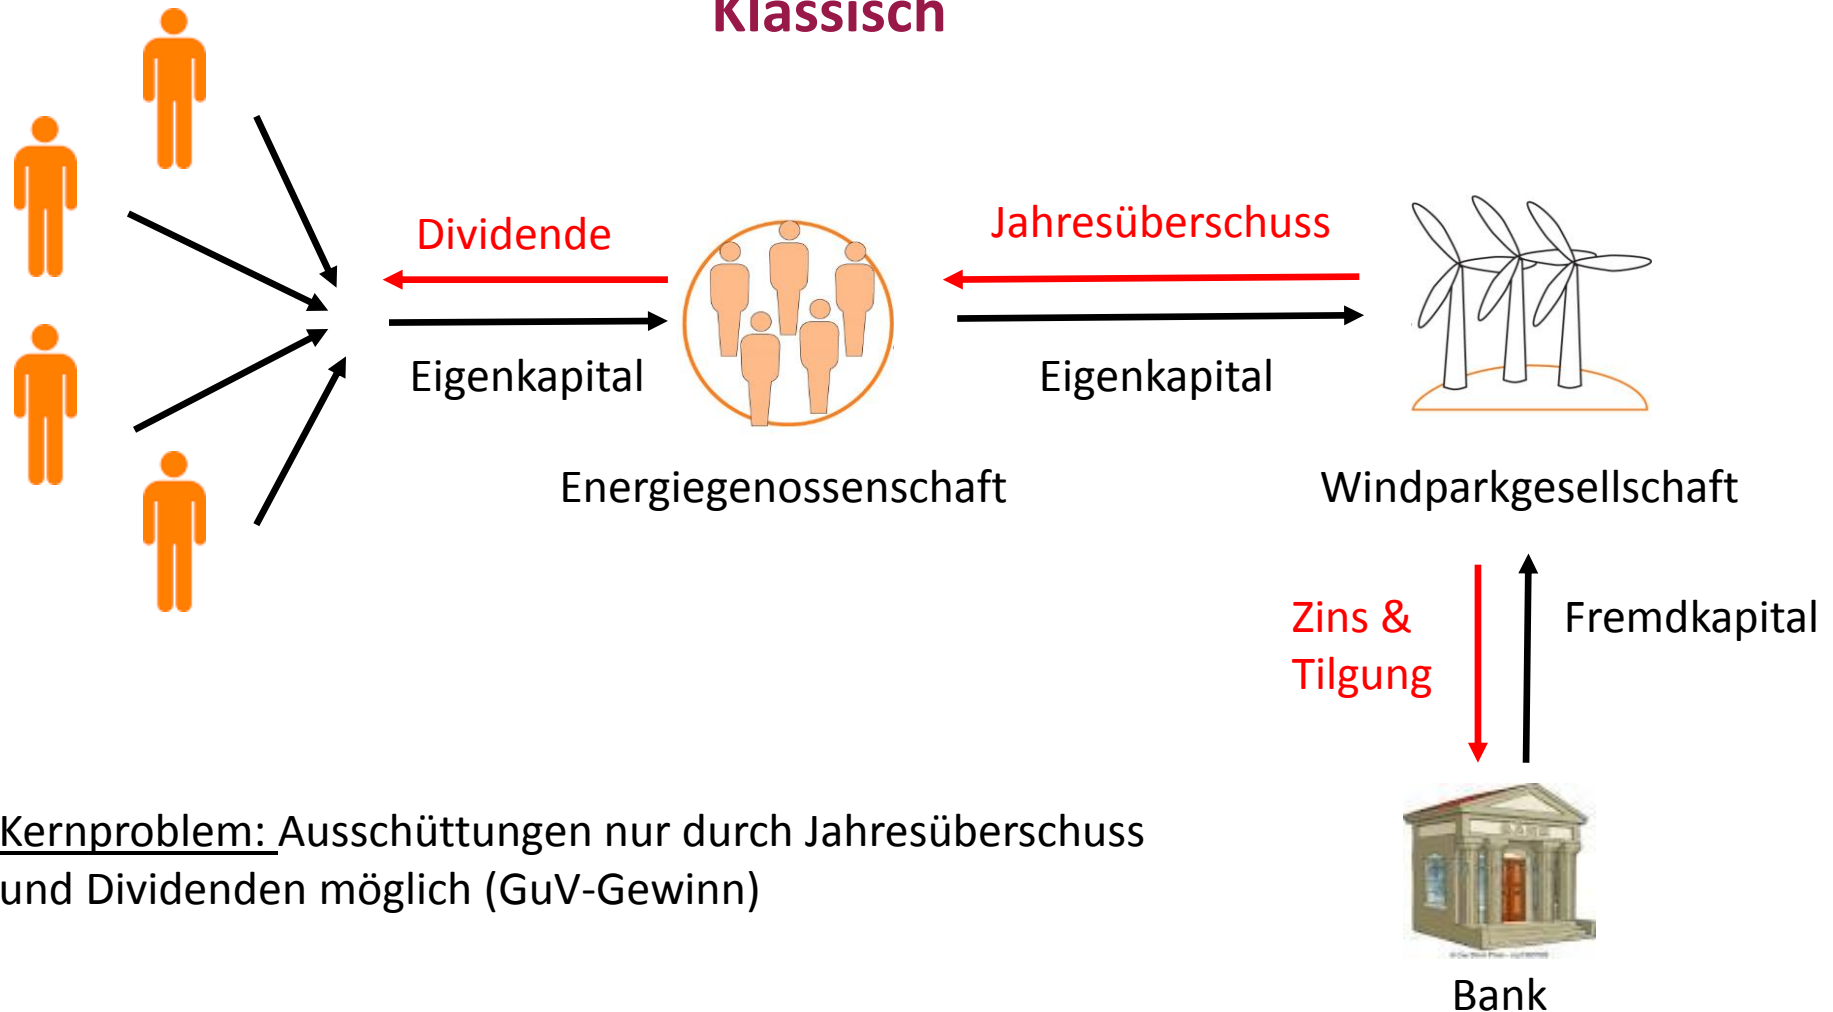 Klassisch
Dividende
Jahresüberschuss
Eigenkapital
Eigenkapital
Energiegenossenschaft
Windparkgesellschaft
Zins &
Tilgung
Fremdkapital
Kernproblem: Ausschüttungen nur durch Jahresüberschuss
und Dividenden möglich (GuV-Gewinn)
BANK
Bank